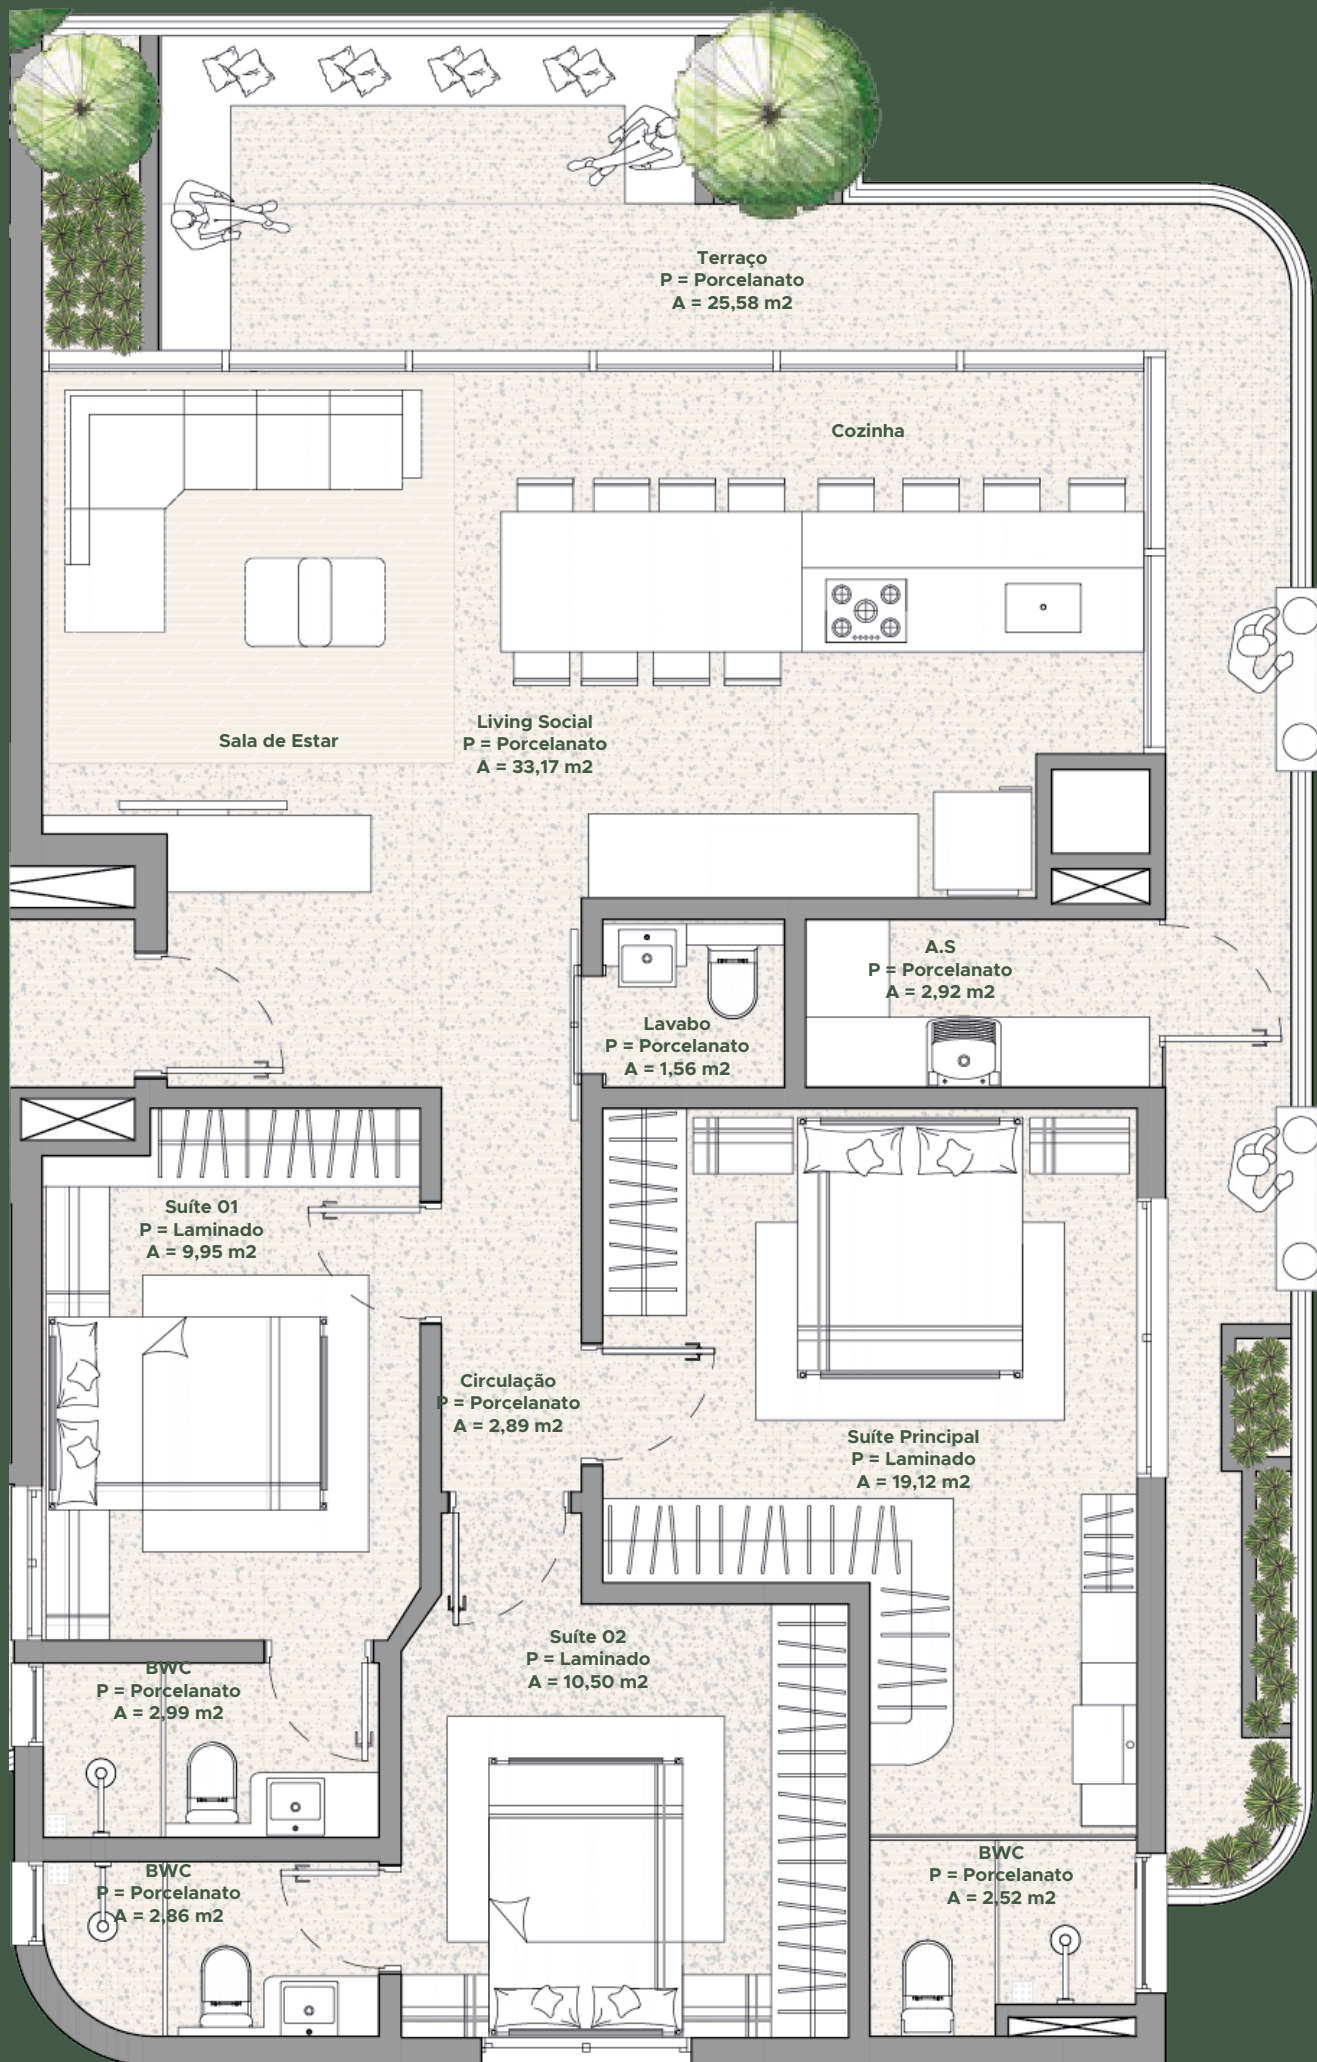 Terraço
P = Porcelanato
A = 25,58 m2
Cozinha
Living Social
P = Porcelanato
A = 33,17 m2
Sala de Estar
A.S
P = Porcelanato
A = 2,92 m2
Lavabo
P = Porcelanato
A = 1,56 m2
Suíte 01
P = Laminado
A = 9,95 m2
Circulação
P = Porcelanato
A = 2,89 m2
Suíte Principal
P = Laminado
A = 19,12 m2
Suíte 02
P = Laminado
A = 10,50 m2
BWC
P = Porcelanato
A = 2,99 m2
BWC
P = Porcelanato
A = 2,86 m2
BWC
P = Porcelanato
A = 2,52 m2